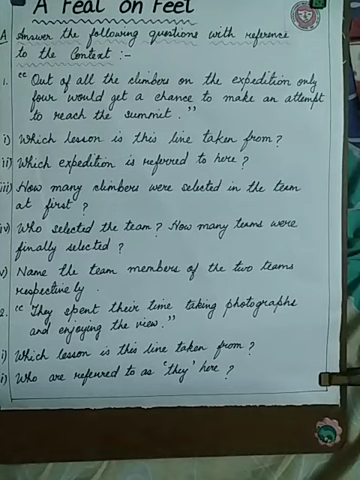 A Feat on Feet
A Answer the following questions with reference
to the Context :-
1. "Out of all the climbers on the expedition only
four would get a chance to make an attempt
to reach the summit."
i) Which lesson is this line taken from?
ii) Which expedition is referred to here?
iii) How many climbers were selected in the team
at first?
iv) Who selected the team? How many teams were
finally selected?
v) Name the team members of the two teams
respectively.
2. "They spent their time taking photographs
and enjoying the view."
i) Which lesson is this line taken from?
i) Who are referred to as 'they' here?